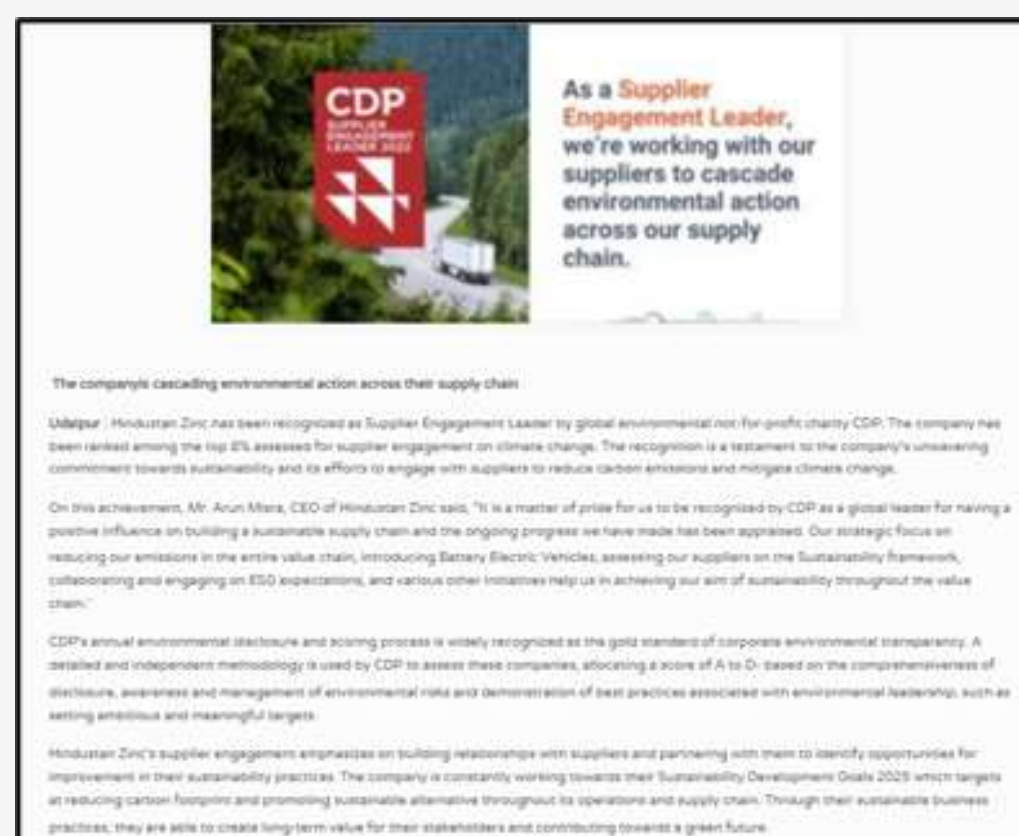 CDP
SUPPLIER
ENGAGEMENT
LEADER 2022
As a Supplier
Engagement Leader,
we're working with our
suppliers to cascade
environmental action
across our supply
chain.
The companyis cascading environmental action across their supply chain
Udaipur : Hindustan Zinc has been recognized as Supplier Engagement Leader by global environmental not-for-profit charity CDP. The company has
been ranked among the top 8% assessed for supplier engagement on climate change. The recognition is a testament to the company's unwavering
commitment towards sustainability and its efforts to engage with suppliers to reduce carbon emissions and mitigate climate change.
On this achievement, Mr. Arun Misra, CEO of Hindustan Zinc said, "It is a matter of pride for us to be recognised by CDP as a global leader for having a
positive influence on building a sustainable supply chain and the ongoing progress we have made has been appraised. Our strategic focus on
reducing our emissions in the entire value chain, introducing Battery Electric Vehicles, assessing our suppliers on the Sustainability framework,
collaborating and engaging on ESG expectations, and various other initiatives help us in achieving our aim of sustainability throughout the value
chain."
CDP's annual environmental disclosure and scoring process is widely recognized as the gold standard of corporate environmental transparency. A
detailed and independent methodology is used by CDP to assess these companies, allocating a score of A to D- based on the comprehensiveness of
disclosure, awareness and management of environmental risks and demonstration of best practices associated with environmental leadership, such as
setting ambitious and meaningful targets.
Hindustan Zinc's supplier engagement emphasizes on building relationships with suppliers and partnering with them to identify opportunities for
improvement in their sustainability practices. The company is constantly working towards their Sustainability Development Goals 2025 which targets
at reducing carbon footprint and promoting sustainable alternative throughout its operations and supply chain. Through their sustainable business
practices, they are able to create long-term value for their stakeholders and contributing towards a green future.